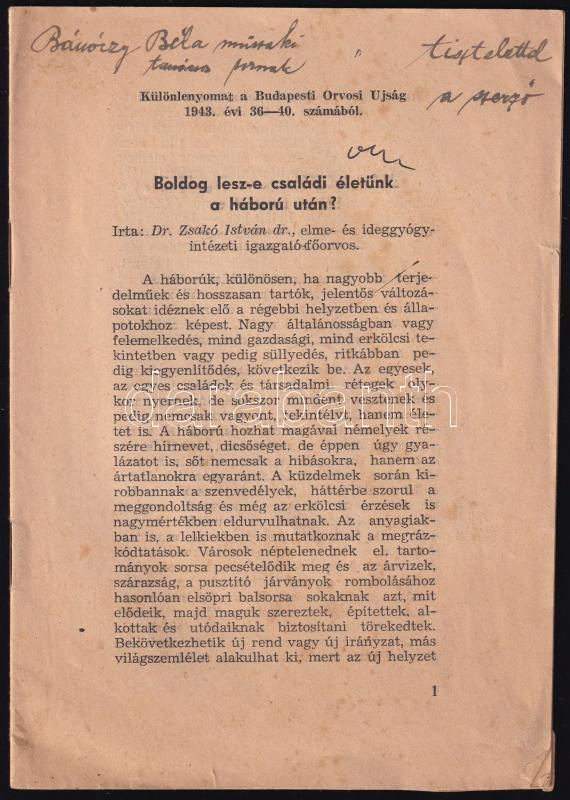 Béla műszaki
tanácsos úrnak
tisztelettel
a szerző
Különlenyomat a Budapesti Orvosi Ujság
1943. évi 36—40. számából.
Boldog lesz-e családi életünk
a háború után?
Irta: Dr. Zsakó István dr., elme- és ideggyógy-
intézeti igazgató-főorvos.
A háborúk, különösen, ha nagyobb terje-
delműek és hosszasan tartók, jelentős változá-
sokat idéznek elő a régebbi helyzetben és álla-
potokhoz képest. Nagy általánosságban vagy
felemelkedés, mind gazdasági, mind erkölcsi te-
kintetben vagy pedig süllyedés, ritkábban pe-
dig kiegyenlítődés, következik be. Az egyesek,
az egyes családok és társadalmi rétegek oly-
kor nyernek, de sokszor mindent vesztenek és
pedig nemcsak vagyont, tekintélyt, hanem éle-
tet is. A háború hozhat magával némelyek ré-
szére hírnevet, dicsőséget, de éppen úgy gya-
lázatot is, sőt nemcsak a hibásokra, hanem az
ártatlanokra egyaránt. A küzdelmek során ki-
robbannak a szenvedélyek, háttérbe szorul a
meggondoltság és még az erkölcsi érzések is
nagymértékben eldurvulhatnak. Az anyagiak-
ban is, a lelkiekben is mutatkoznak a megráz-
kódtatások. Városok néptelenednek el, tarto-
mányok sorsa pecsételődik meg és az árvizek,
szárazság, a pusztító járványok rombolásához
hasonlóan elsöpri balsorsa sokaknak azt, mit
elődeik, majd maguk szereztek, építettek, al-
kottak és utódaiknak biztosítani törekedtek.
Bekövetkezhetik új rend vagy új irányzat, más
világszemlélet alakulhat ki, mert az új helyzet
1
darabanth